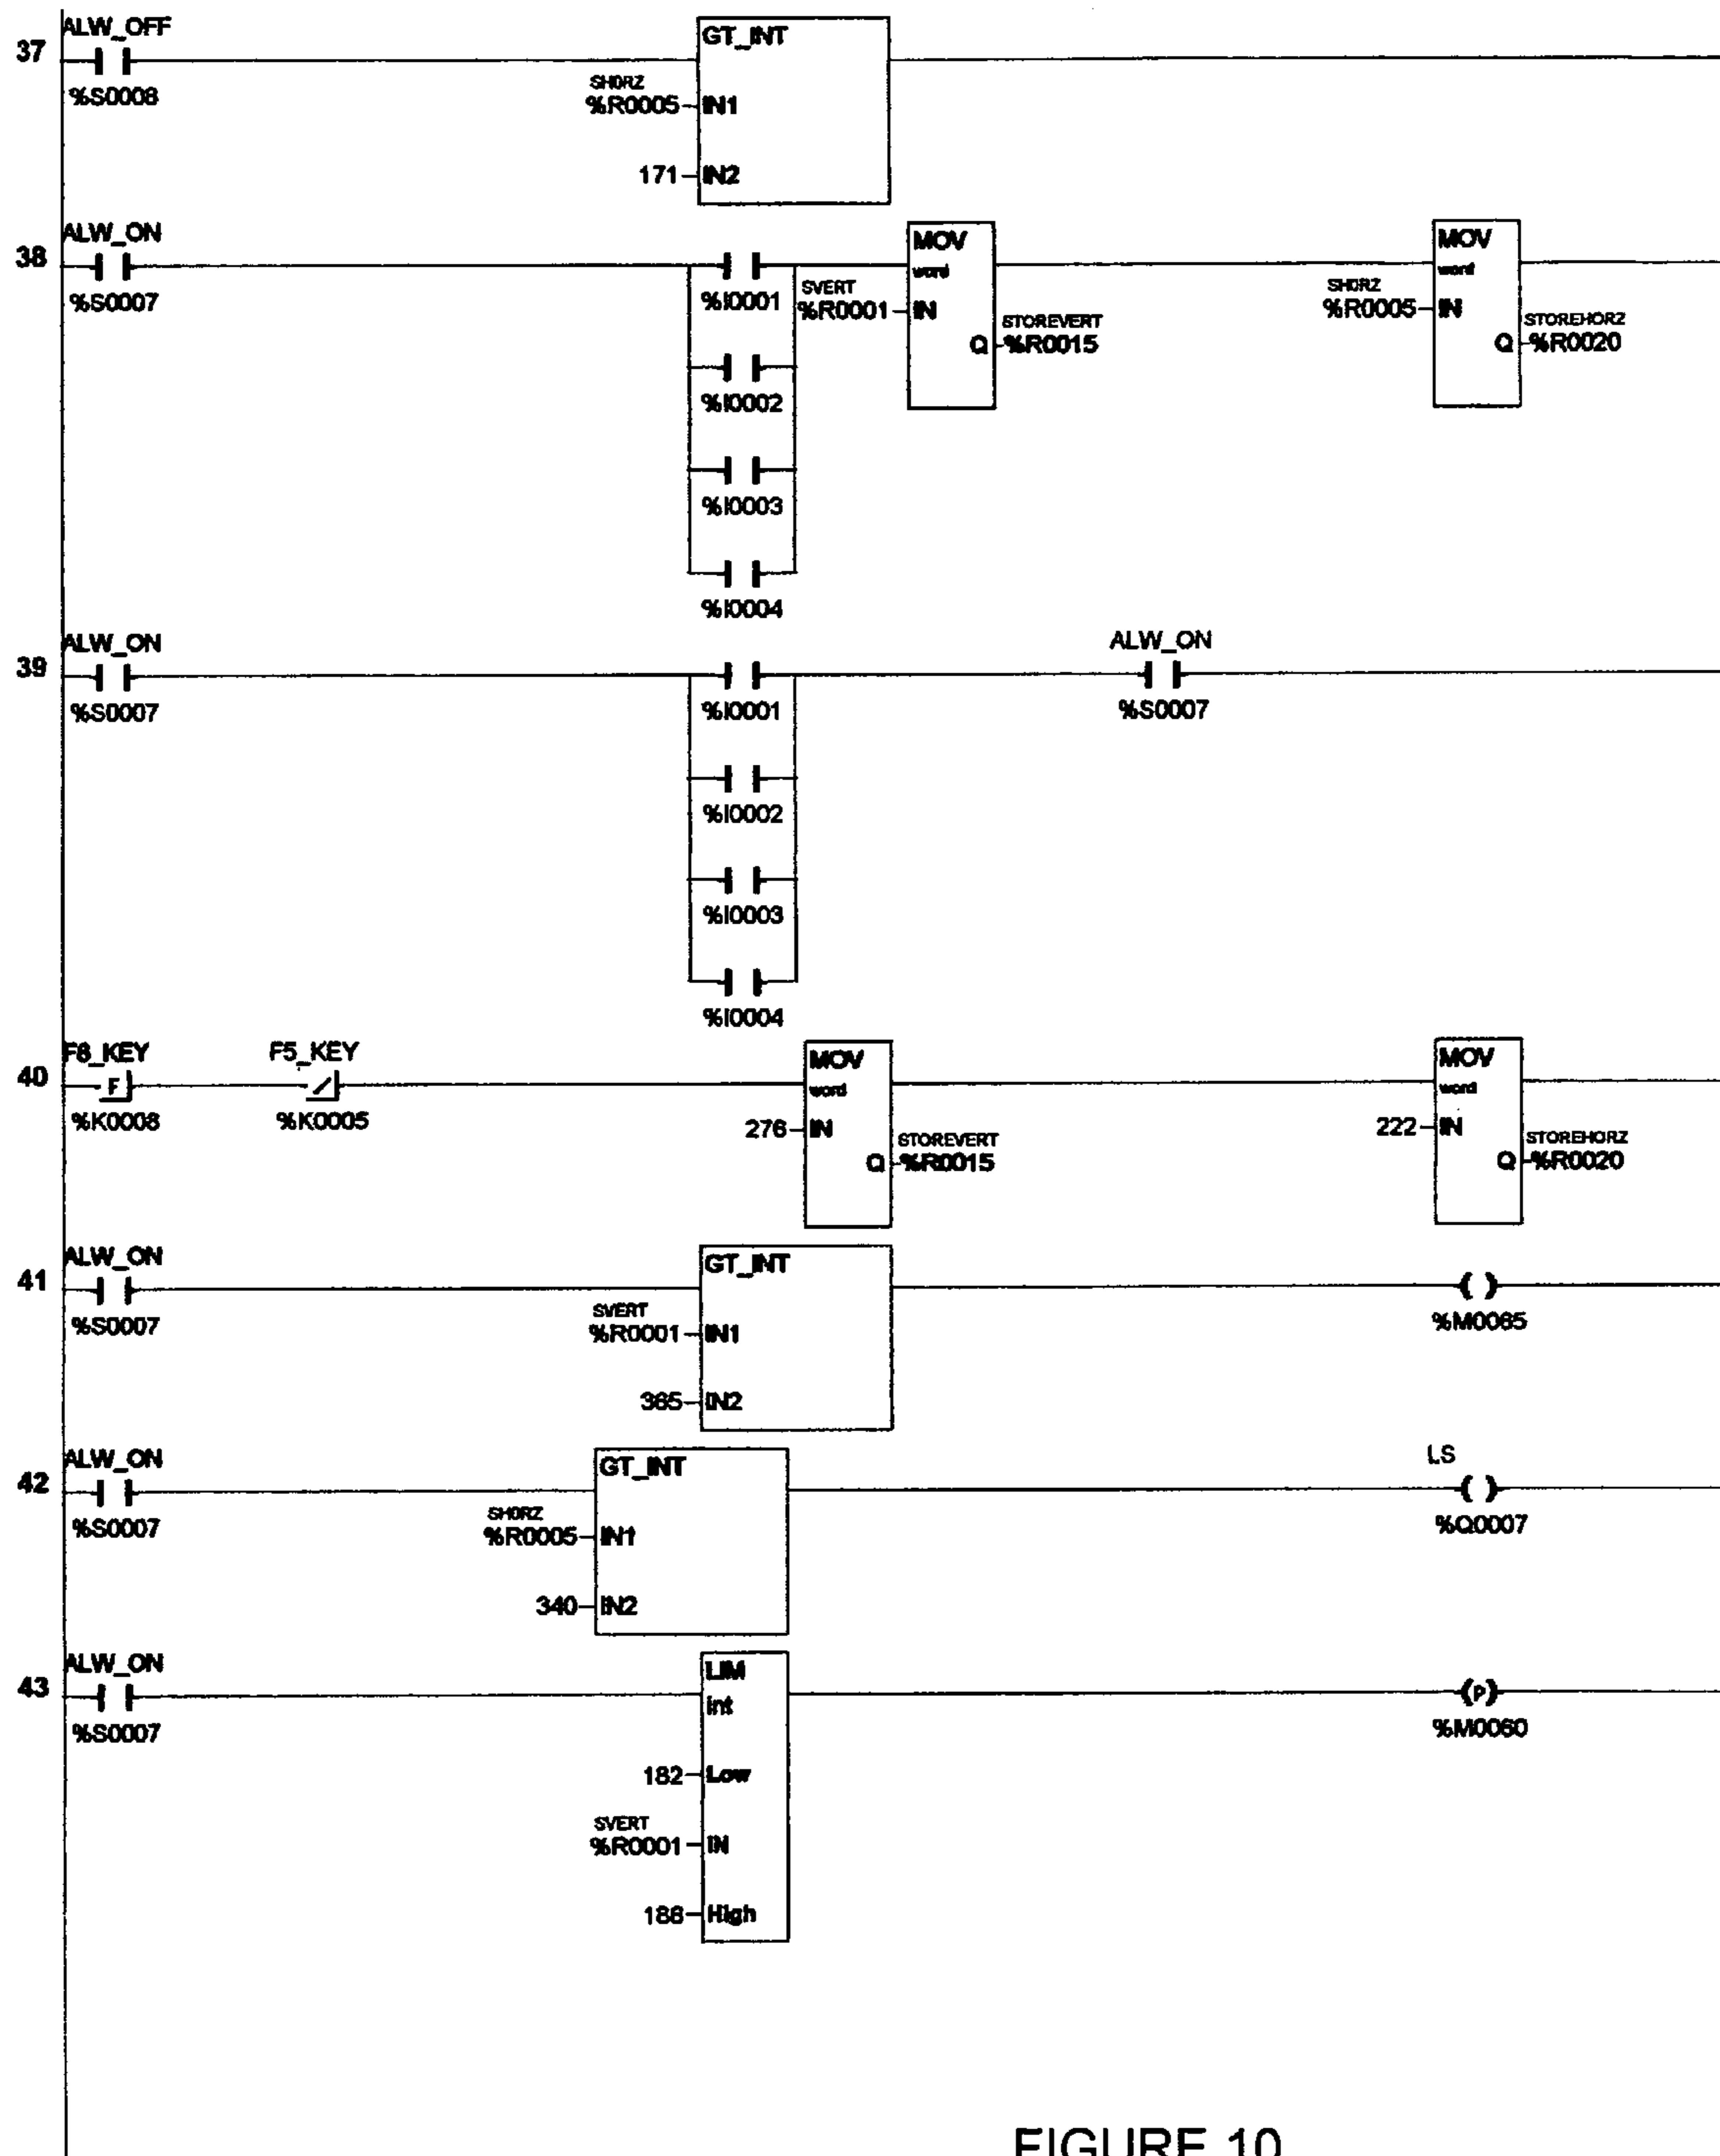 37
ALW_OFF
%S0008
GT_INT
SHORZ
%R0005
IN1
171
IN2
38
ALW_ON
%S0007
%I0001
%I0002
%I0003
%I0004
MOV
word
SVERT
%R0001
IN
STOREVERT
Q
%R0015
MOV
word
SHORZ
%R0005
IN
STOREHORZ
Q
%R0020
39
ALW_ON
%S0007
%I0001
%I0002
%I0003
%I0004
ALW_ON
%S0007
40
F8_KEY
F
%K0008
F5_KEY
%K0005
MOV
word
276
IN
STOREVERT
Q
%R0015
MOV
word
222
IN
STOREHORZ
Q
%R0020
41
ALW_ON
%S0007
GT_INT
SVERT
%R0001
IN1
365
IN2
%M0065
42
ALW_ON
%S0007
GT_INT
SHORZ
%R0005
IN1
340
IN2
LS
%Q0007
43
ALW_ON
%S0007
LIM
int
182
Low
SVERT
%R0001
IN
188
High
P
%M0060
FIGURE 10